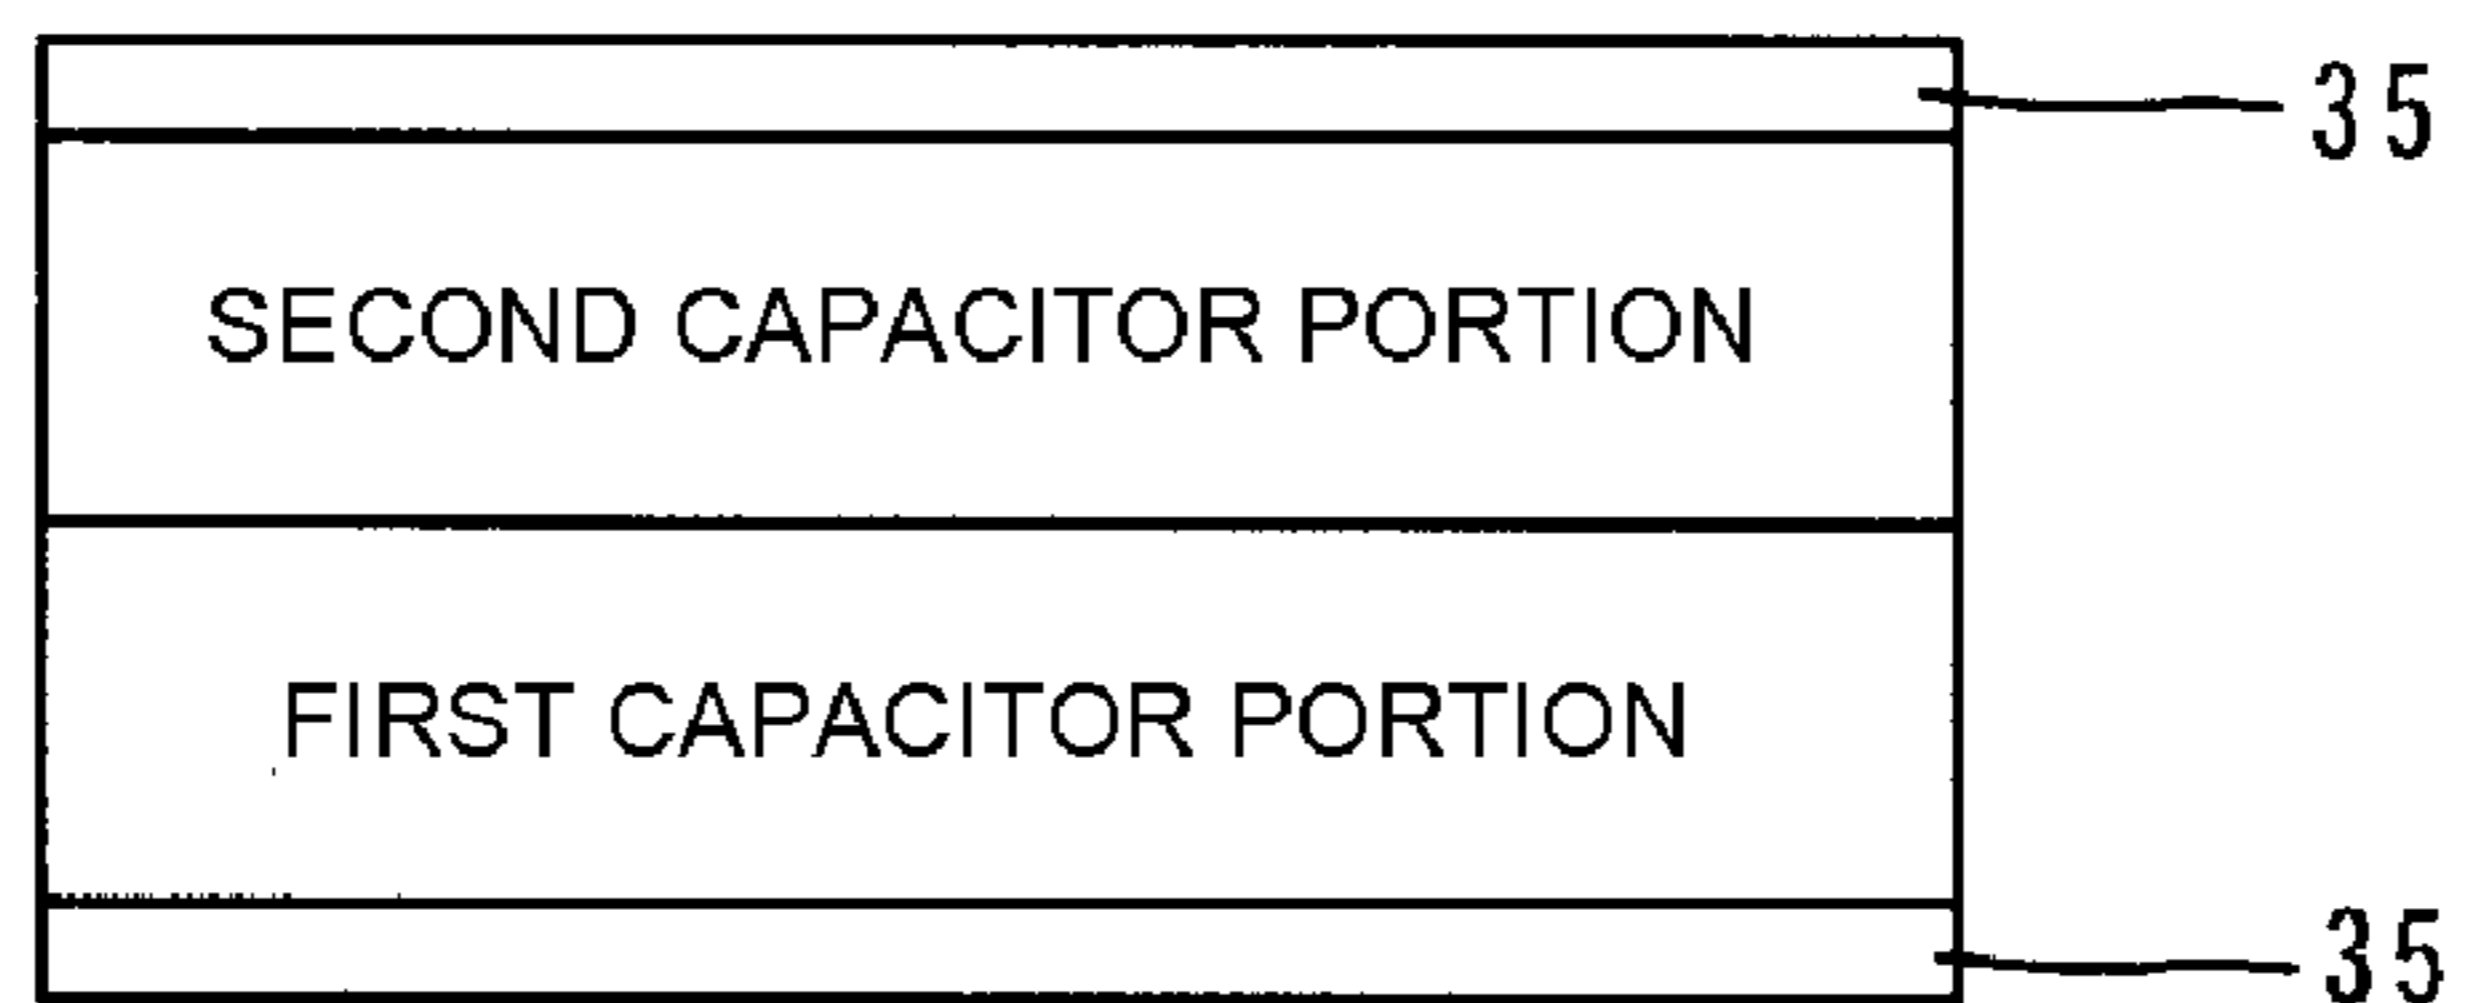 35
SECOND CAPACITOR PORTION
FIRST CAPACITOR PORTION
35